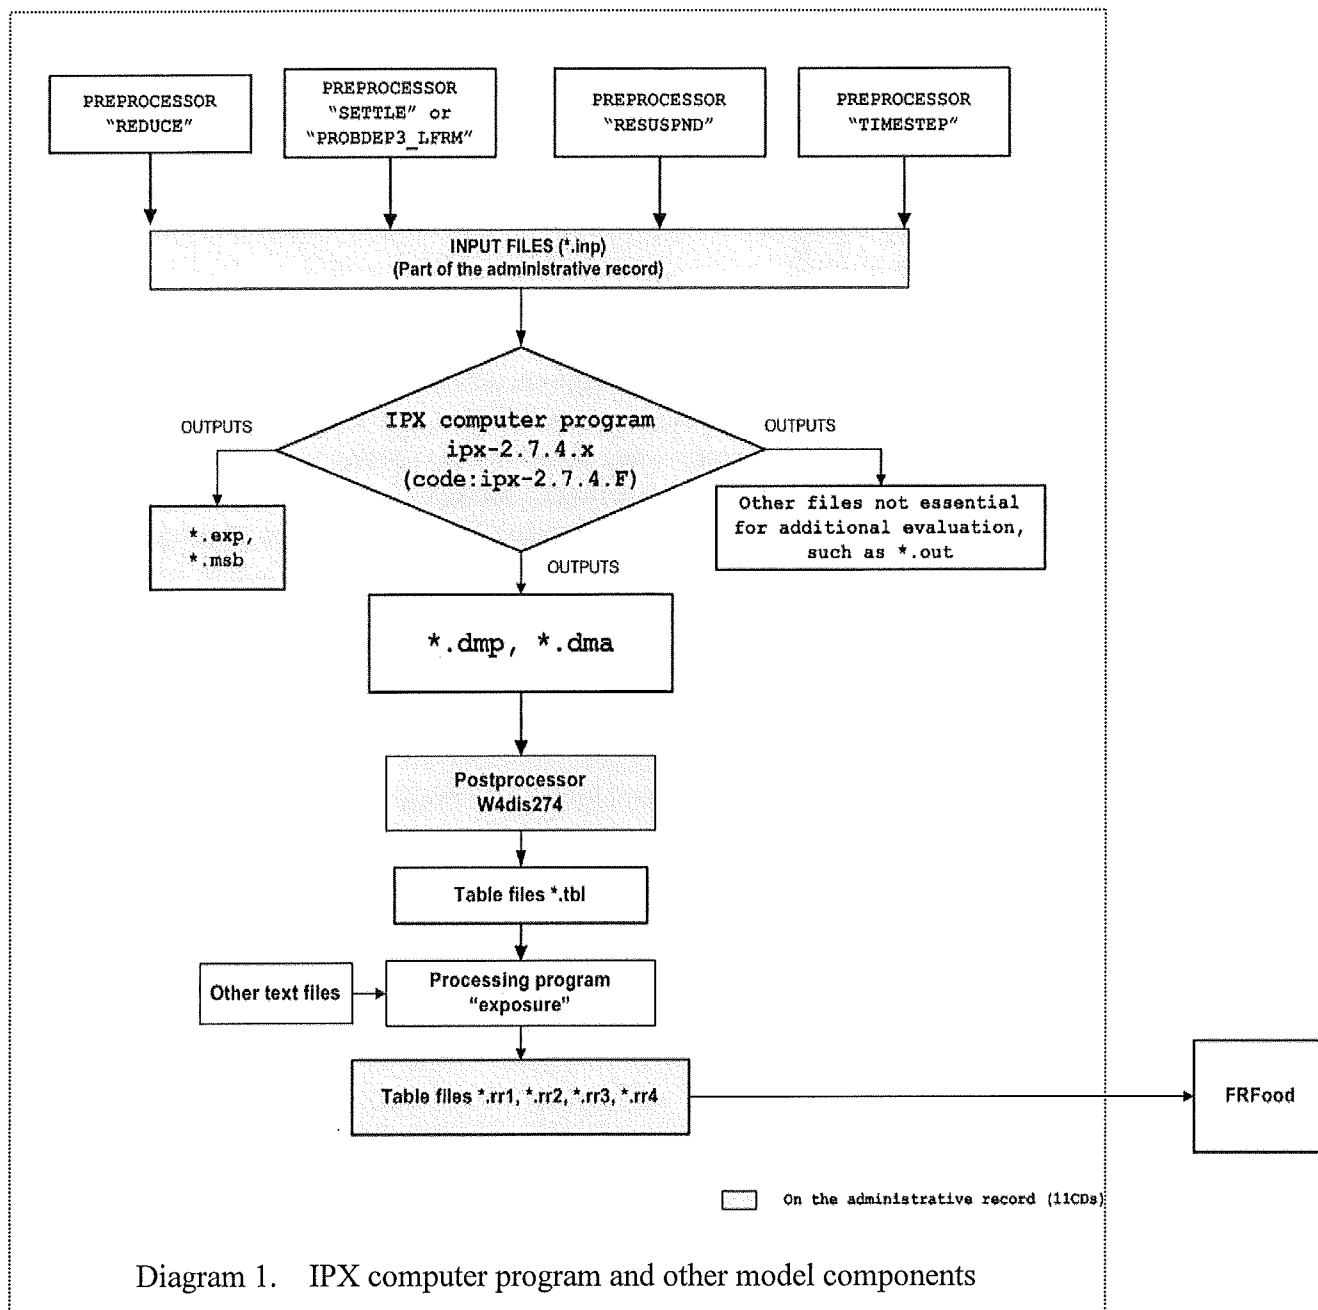 PREPROCESSOR
“REDUCE”
PREPROCESSOR
“SETTLE” or
“PROBDEP3_LFRM”
PREPROCESSOR
“RESUSPND”
PREPROCESSOR
“TIMESTEP”
INPUT FILES (*.inp)
(Part of the administrative record)
IPX computer program
ipx-2.7.4.x
(code:ipx-2.7.4.F)
OUTPUTS
OUTPUTS
*.exp,
*.msb
Other files not essential
for additional evaluation,
such as *.out
OUTPUTS
*.dmp, *.dma
Postprocessor
W4dis274
Table files *.tbl
Other text files
Processing program
“exposure”
Table files *.rr1, *.rr2, *.rr3, *.rr4
FRFood
On the administrative record (11CDs)
Diagram 1. IPX computer program and other model components